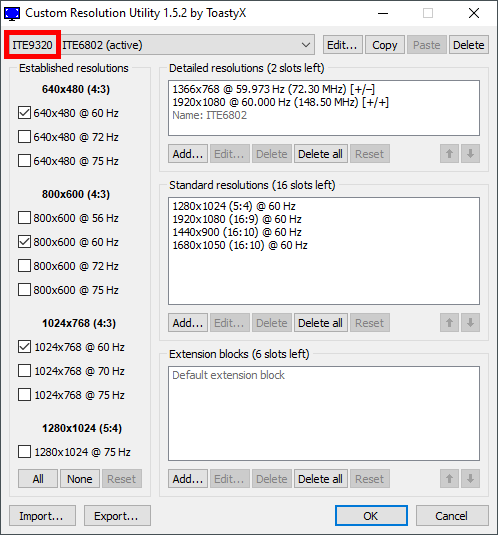 Custom Resolution Utility 1.5.2 by ToastyX
ITE9320 ITE6802 (active)
Edit... Copy Paste Delete
Established resolutions
640x480 (4:3)
640x480 @ 60 Hz
640x480 @ 72 Hz
640x480 @ 75 Hz
800x600 (4:3)
800x600 @ 56 Hz
800x600 @ 60 Hz
800x600 @ 72 Hz
800x600 @ 75 Hz
1024x768 (4:3)
1024x768 @ 60 Hz
1024x768 @ 70 Hz
1024x768 @ 75 Hz
1280x1024 (5:4)
1280x1024 @ 75 Hz
All None Reset
Detailed resolutions (2 slots left)
1366x768 @ 59.973 Hz (72.30 MHz) [+/−]
1920x1080 @ 60.000 Hz (148.50 MHz) [+/+]
Name: ITE6802
Add... Edit... Delete Delete all Reset
Standard resolutions (16 slots left)
1280x1024 (5:4) @ 60 Hz
1920x1080 (16:9) @ 60 Hz
1440x900 (16:10) @ 60 Hz
1680x1050 (16:10) @ 60 Hz
Add... Edit... Delete Delete all Reset
Extension blocks (6 slots left)
Default extension block
Add... Edit... Delete Delete all Reset
Import... Export... OK Cancel